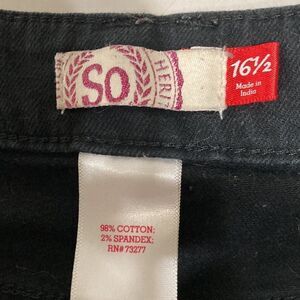 SO
16½
Made in
India
98% COTTON;
2% SPANDEX;
RN# 73277